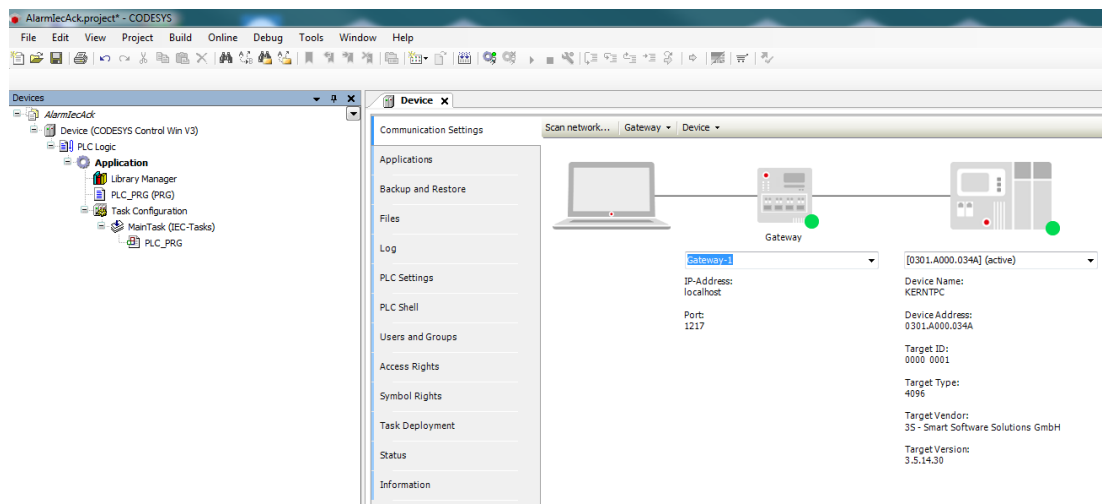 AlarmIecAck.project* - CODESYS
File Edit View Project Build Online Debug Tools Window Help
Devices
AlarmIecAck
Device (CODESYS Control Win V3)
PLC Logic
Application
Library Manager
PLC_PRG (PRG)
Task Configuration
MainTask (IEC-Tasks)
PLC_PRG
Device
Communication Settings
Applications
Backup and Restore
Files
Log
PLC Settings
PLC Shell
Users and Groups
Access Rights
Symbol Rights
Task Deployment
Status
Information
Scan network... Gateway Device
Gateway
Gateway-1
IP-Address:
localhost
Port:
1217
[0301.A000.034A] (active)
Device Name:
KERNTPC
Device Address:
0301.A000.034A
Target ID:
0000 0001
Target Type:
4096
Target Vendor:
3S - Smart Software Solutions GmbH
Target Version:
3.5.14.30